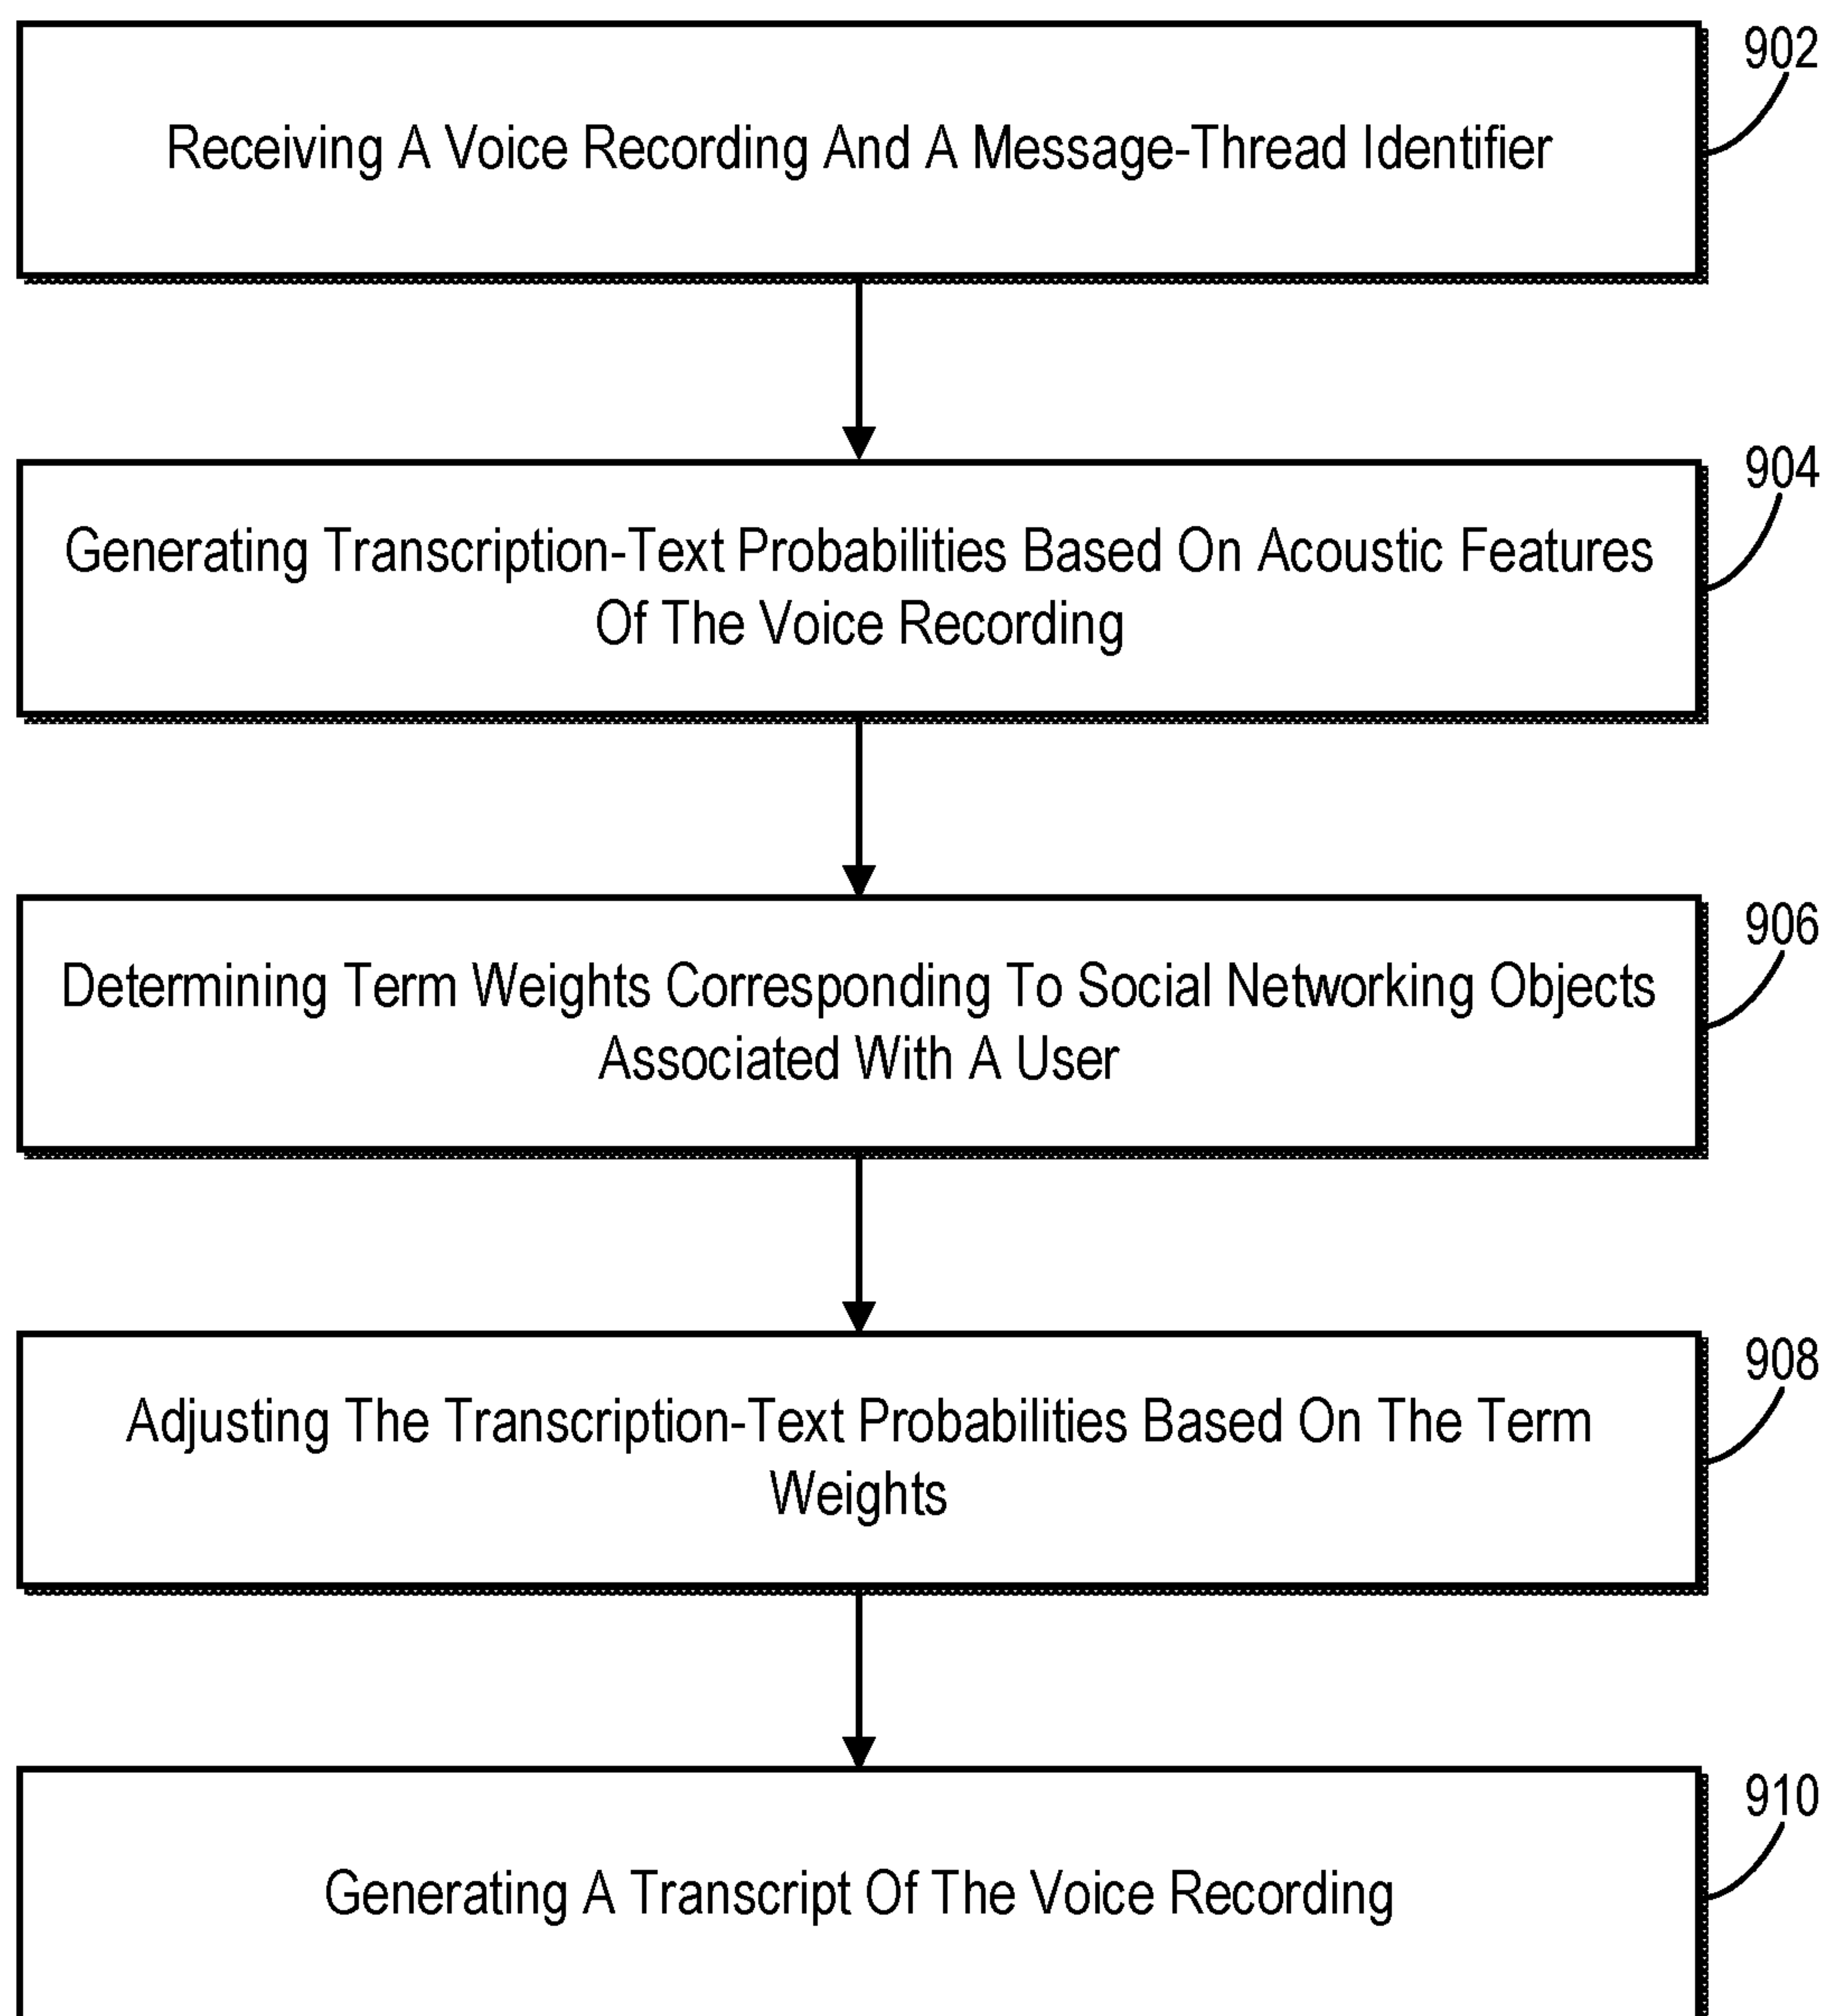 902
Receiving A Voice Recording And A Message-Thread Identifier
904
Generating Transcription-Text Probabilities Based On Acoustic Features
Of The Voice Recording
906
Determining Term Weights Corresponding To Social Networking Objects
Associated With A User
908
Adjusting The Transcription-Text Probabilities Based On The Term
Weights
910
Generating A Transcript Of The Voice Recording